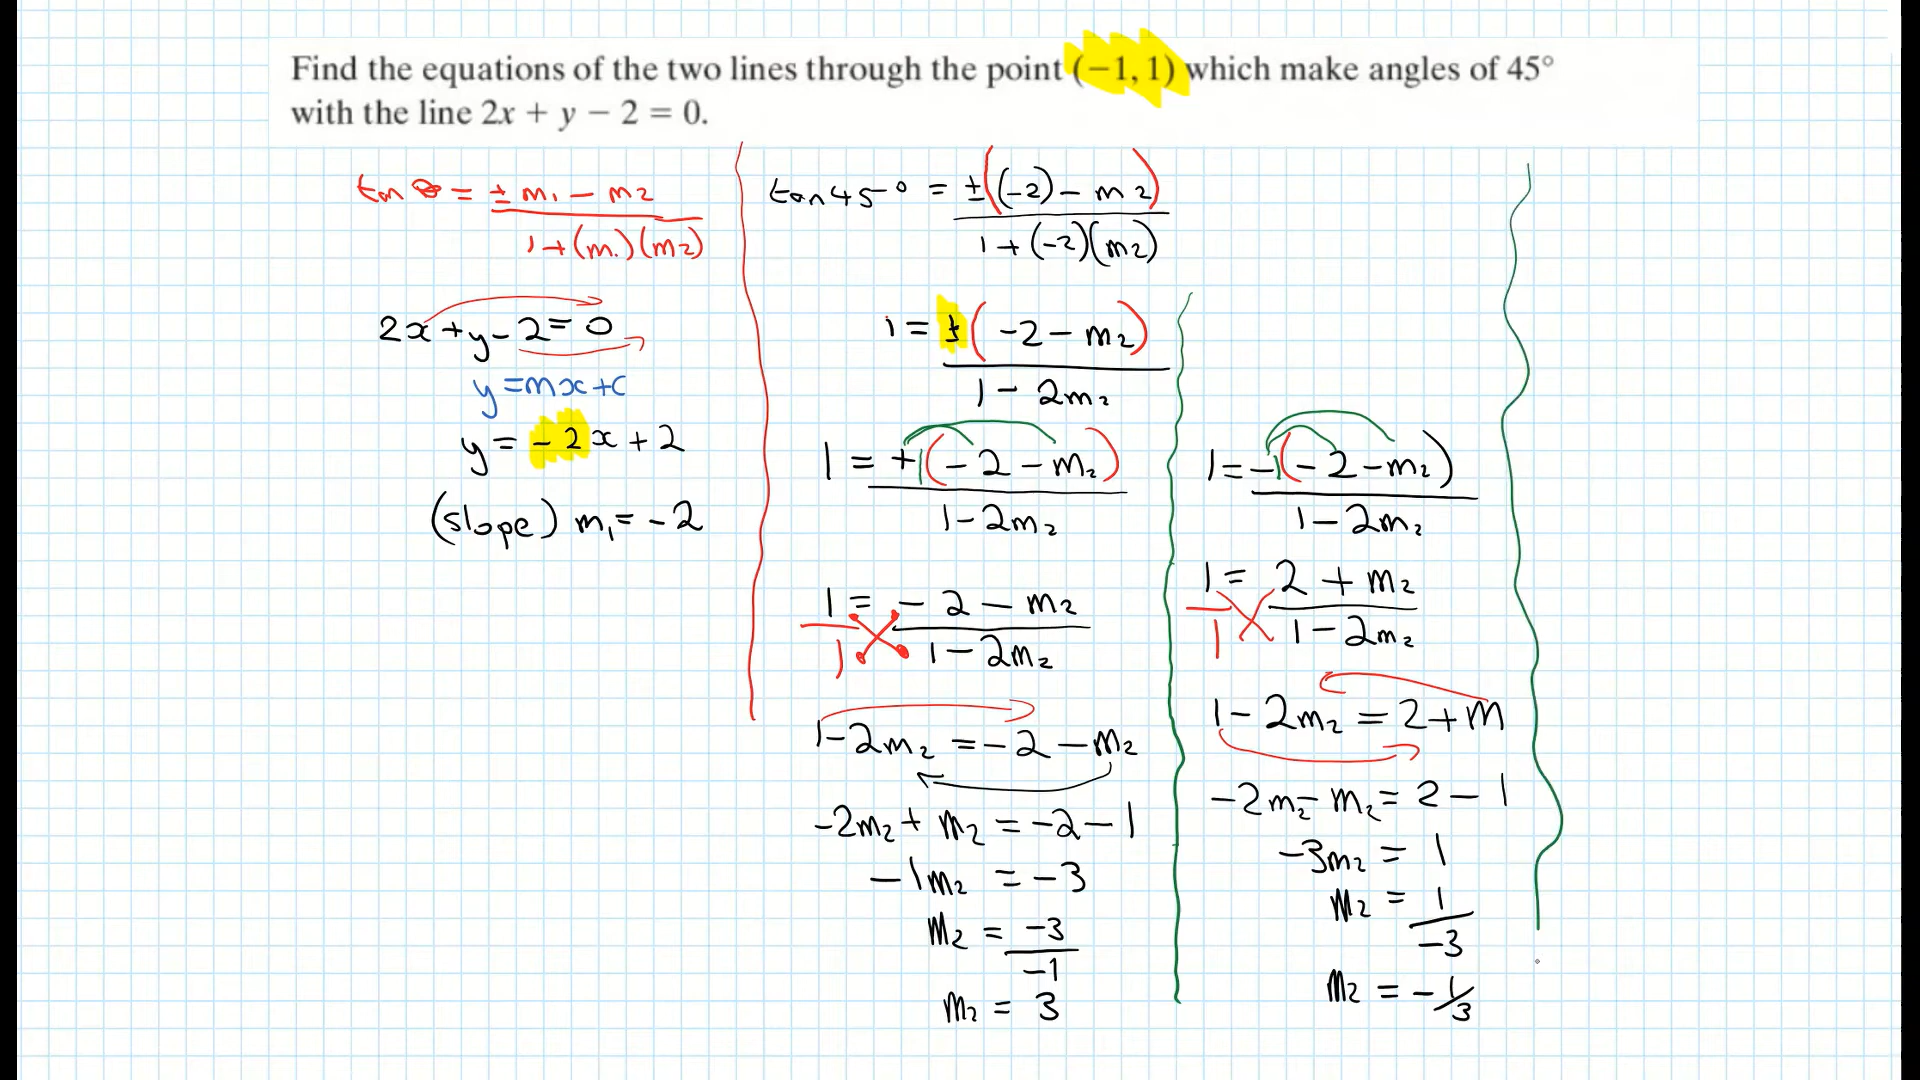 Find the equations of the two lines through the point (−1, 1) which make angles of 45°
with the line 2x + y − 2 = 0.
tan θ = ± m₁ − m₂
1 + (m₁)(m₂)
2x + y − 2 = 0
y = mx + c
y = −2x + 2
(slope) m₁ = −2
tan 45° = ±((−2) − m₂)
1 + (−2)(m₂)
1 = ±(−2 − m₂)
1 − 2m₂
1 = +1(−2 − m₂)
1 − 2m₂
1 = −2 − m₂
1 1 − 2m₂
1 − 2m₂ = −2 − m₂
−2m₂ + m₂ = −2 − 1
−1m₂ = −3
m₂ = −3
−1
m₂ = 3
1 = −1(−2 − m₂)
1 − 2m₂
1 = 2 + m₂
1 1 − 2m₂
1 − 2m₂ = 2 + m
−2m₂ − m₂ = 2 − 1
−3m₂ = 1
m₂ = 1
−3
m₂ = −1/3